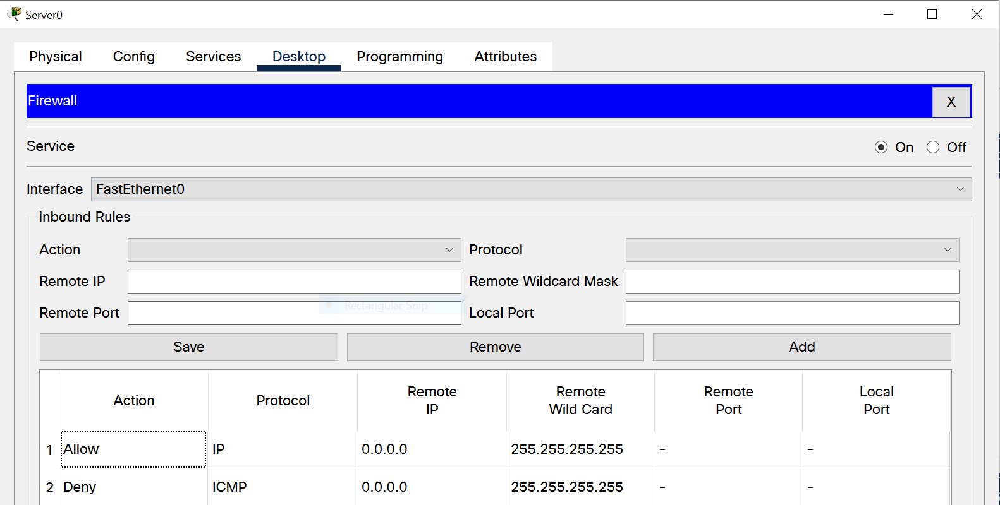 Server0
Physical Config Services Desktop Programming Attributes
Firewall X
Service On Off
Interface FastEthernet0
Inbound Rules
Action Protocol
Remote IP Remote Wildcard Mask
Rectangular Snip
Remote Port Local Port
Save Remove Add
Action Protocol Remote IP Remote Wild Card Remote Port Local Port
1 Allow IP 0.0.0.0 255.255.255.255 - -
2 Deny ICMP 0.0.0.0 255.255.255.255 - -